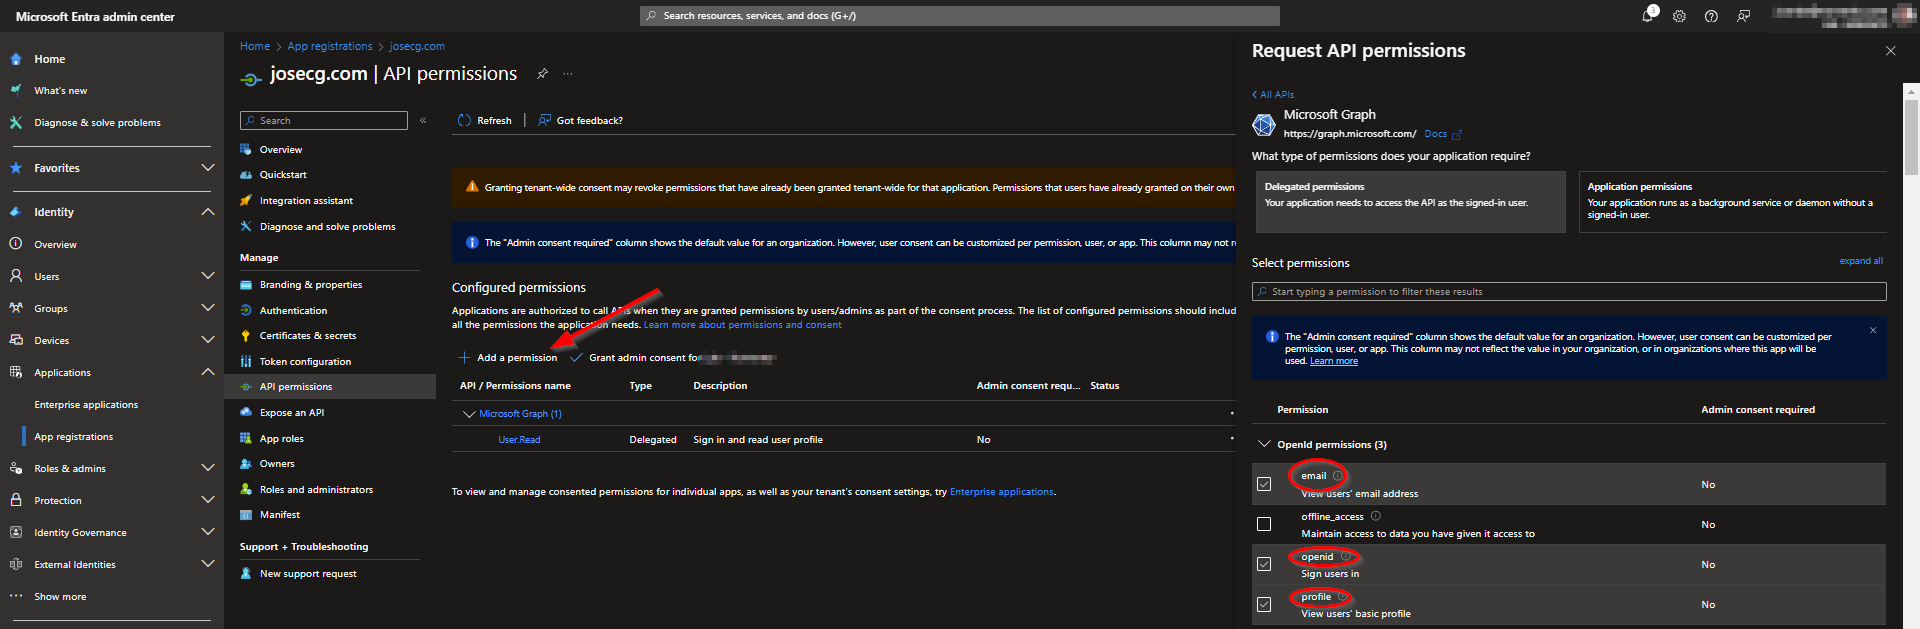 Microsoft Entra admin center
Search resources, services, and docs (G+/)
3
Home
What's new
Diagnose & solve problems
Favorites
Identity
Overview
Users
Groups
Devices
Applications
Enterprise applications
App registrations
Roles & admins
Protection
Identity Governance
External Identities
Show more
Home > App registrations > josecg.com
josecg.com | API permissions
Search
Overview
Quickstart
Integration assistant
Diagnose and solve problems
Manage
Branding & properties
Authentication
Certificates & secrets
Token configuration
API permissions
Expose an API
App roles
Owners
Roles and administrators
Manifest
Support + Troubleshooting
New support request
Refresh
Got feedback?
Granting tenant-wide consent may revoke permissions that have already been granted tenant-wide for that application. Permissions that users have already granted on their own
The "Admin consent required" column shows the default value for an organization. However, user consent can be customized per permission, user, or app. This column may not r
Configured permissions
Applications are authorized to call APIs when they are granted permissions by users/admins as part of the consent process. The list of configured permissions should includ
all the permissions the application needs. Learn more about permissions and consent
Add a permission
Grant admin consent for
API / Permissions name Type Description Admin consent requ... Status
Microsoft Graph (1)
User.Read Delegated Sign in and read user profile No
To view and manage consented permissions for individual apps, as well as your tenant's consent settings, try Enterprise applications.
Request API permissions
All APIs
Microsoft Graph
https://graph.microsoft.com/ Docs
What type of permissions does your application require?
Delegated permissions
Your application needs to access the API as the signed-in user.
Application permissions
Your application runs as a background service or daemon without a
signed-in user.
Select permissions
expand all
Start typing a permission to filter these results
The "Admin consent required" column shows the default value for an organization. However, user consent can be customized per
permission, user, or app. This column may not reflect the value in your organization, or in organizations where this app will be
used. Learn more
Permission Admin consent required
OpenId permissions (3)
email
View users' email address
No
offline_access
Maintain access to data you have given it access to
No
openid
Sign users in
No
profile
View users' basic profile
No